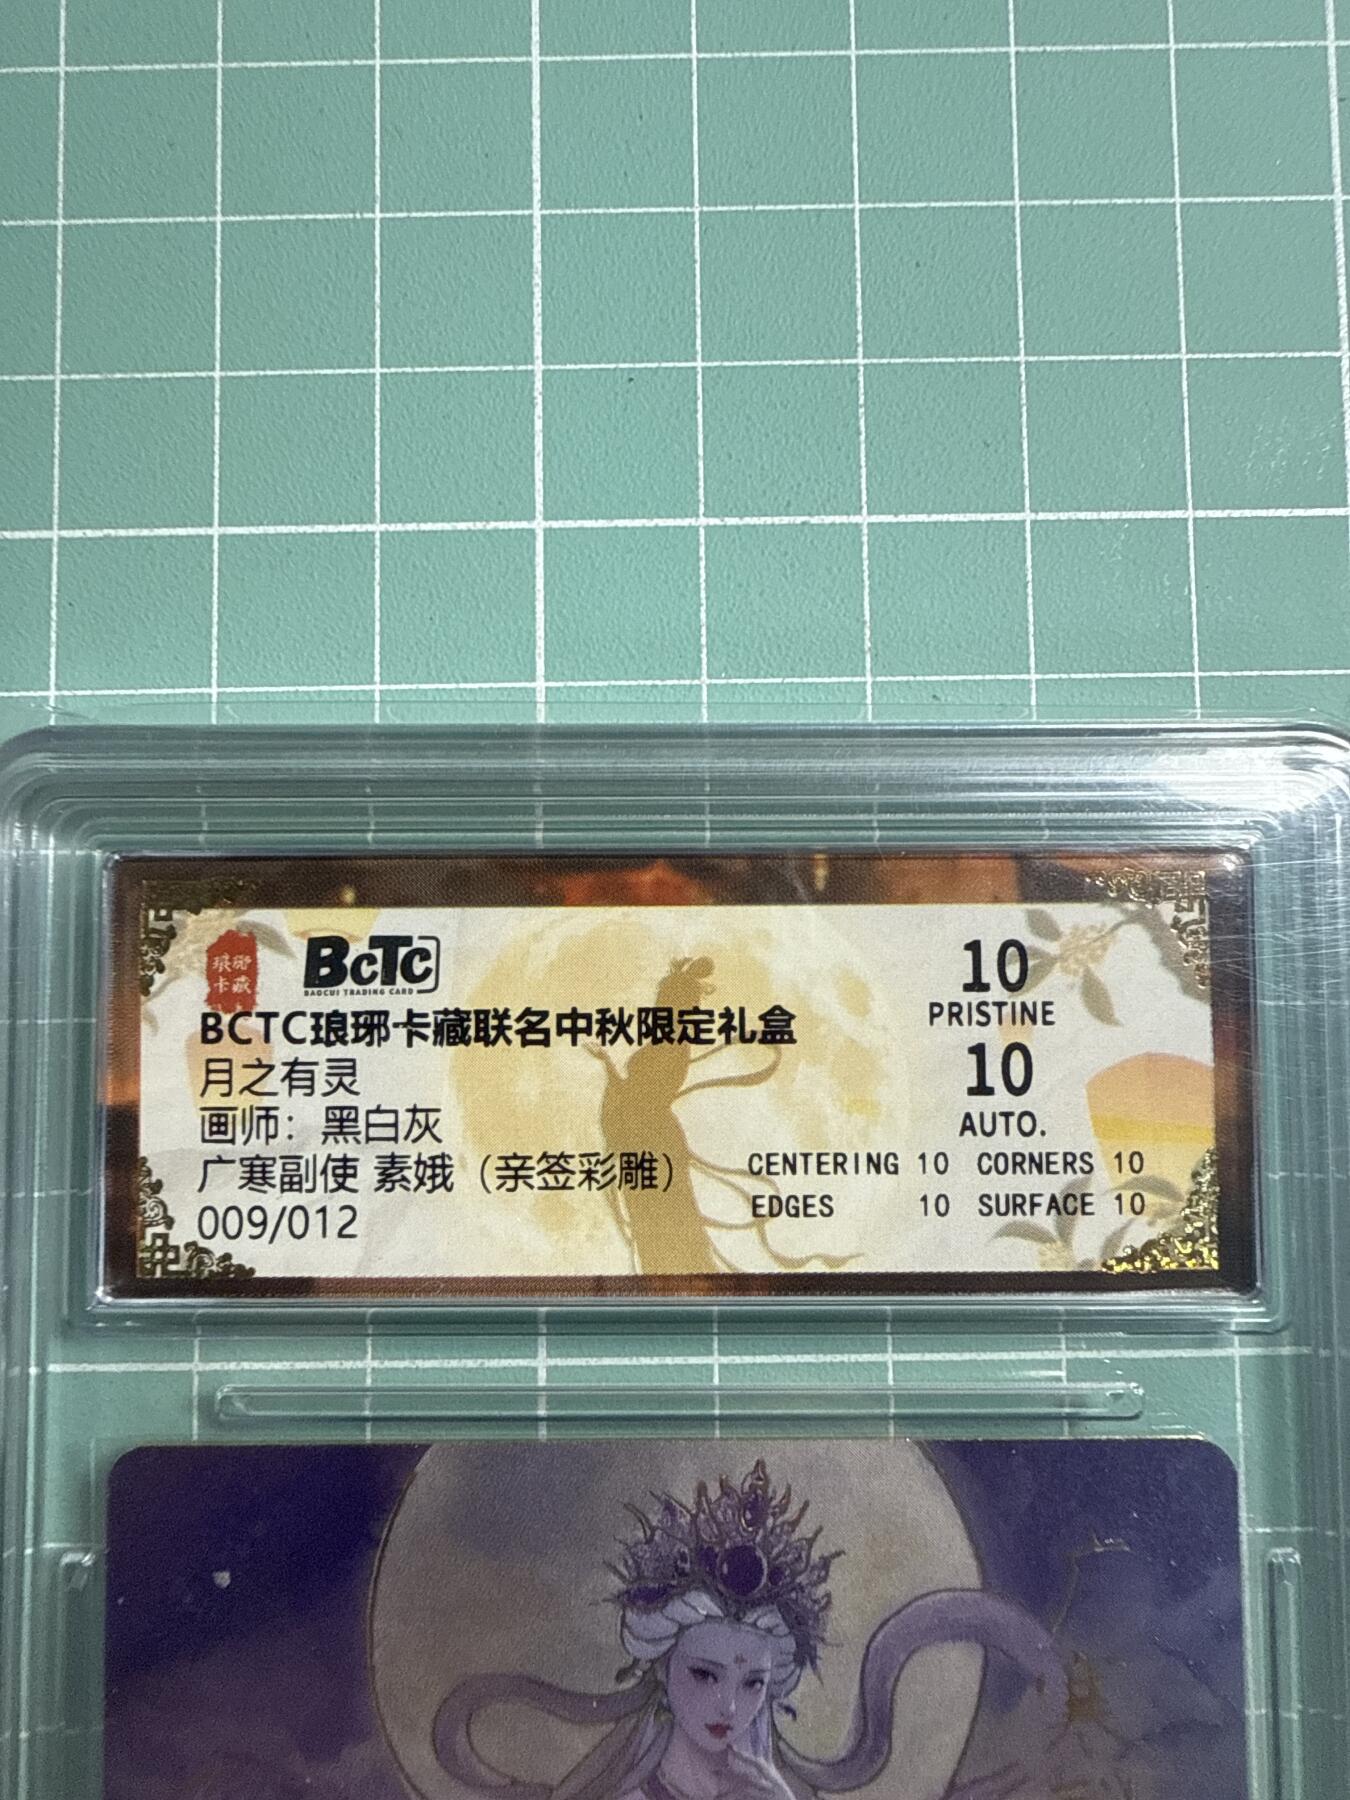 琅琊
卡藏
BCTC
BAOCUI TRADING CARD
BCTC琅琊卡藏联名中秋限定礼盒
月之有灵
画师：黑白灰
广寒副使 素娥（亲签彩雕）
009/012
10
PRISTINE
10
AUTO.
CENTERING 10 CORNERS 10
EDGES 10 SURFACE 10